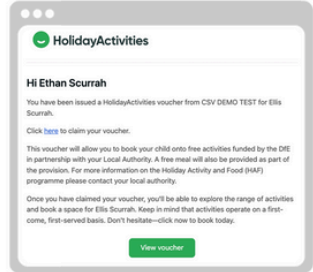 HolidayActivities
Hi Ethan Scurrah
You have been issued a HolidayActivities voucher from CSV DEMO TEST for Ellis
Scurrah.
Click here to claim your voucher.
This voucher will allow you to book your child onto free activities funded by the DfE
in partnership with your Local Authority. A free meal will also be provided as part of
the provision. For more information on the Holiday Activity and Food (HAF)
programme please contact your local authority.
Once you have claimed your voucher, you'll be able to explore the range of activities
and book a space for Ellis Scurrah. Keep in mind that activities operate on a first-
come, first-served basis. Don't hesitate—click now to book today.
View voucher